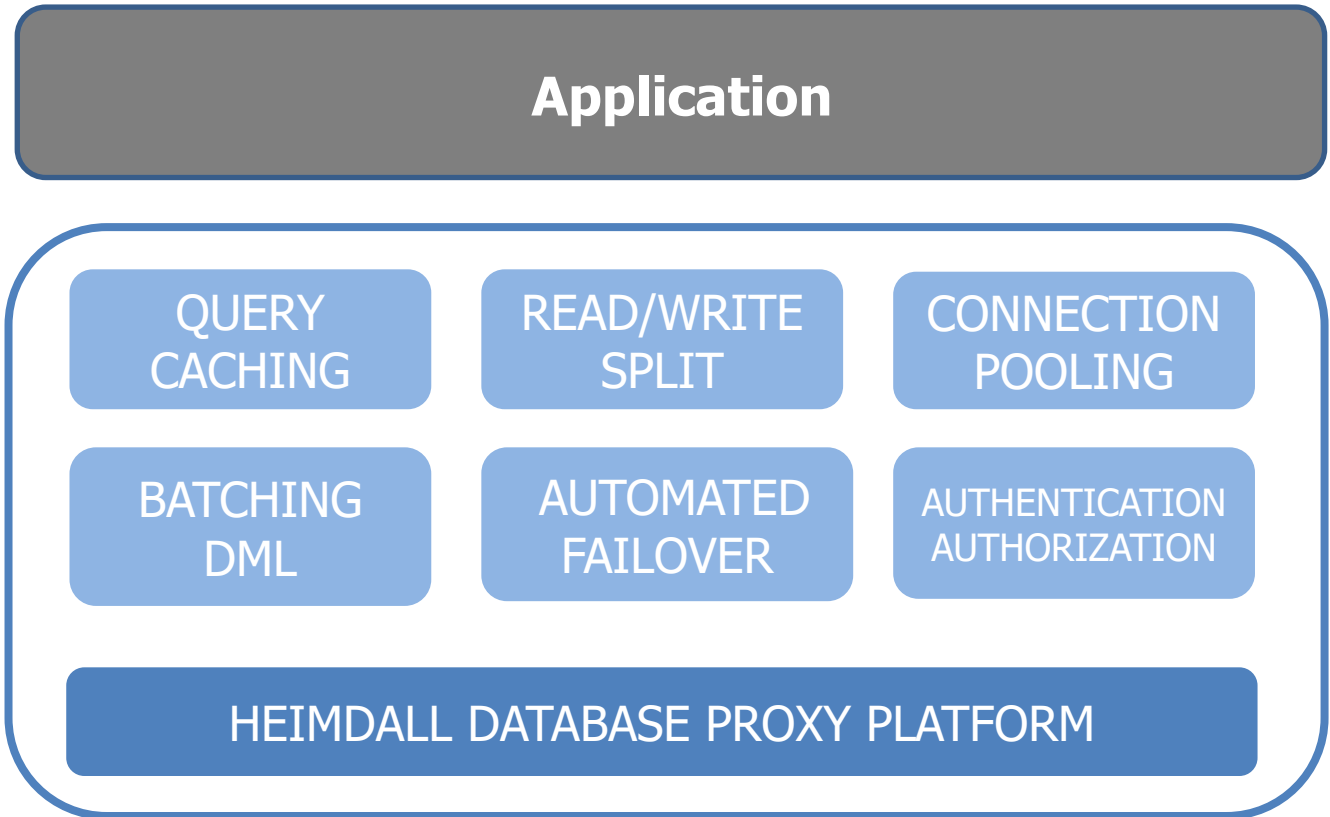 Application
QUERY
CACHING
READ/WRITE
SPLIT
CONNECTION
POOLING
BATCHING
DML
AUTOMATED
FAILOVER
AUTHENTICATION
AUTHORIZATION
HEIMDALL DATABASE PROXY PLATFORM